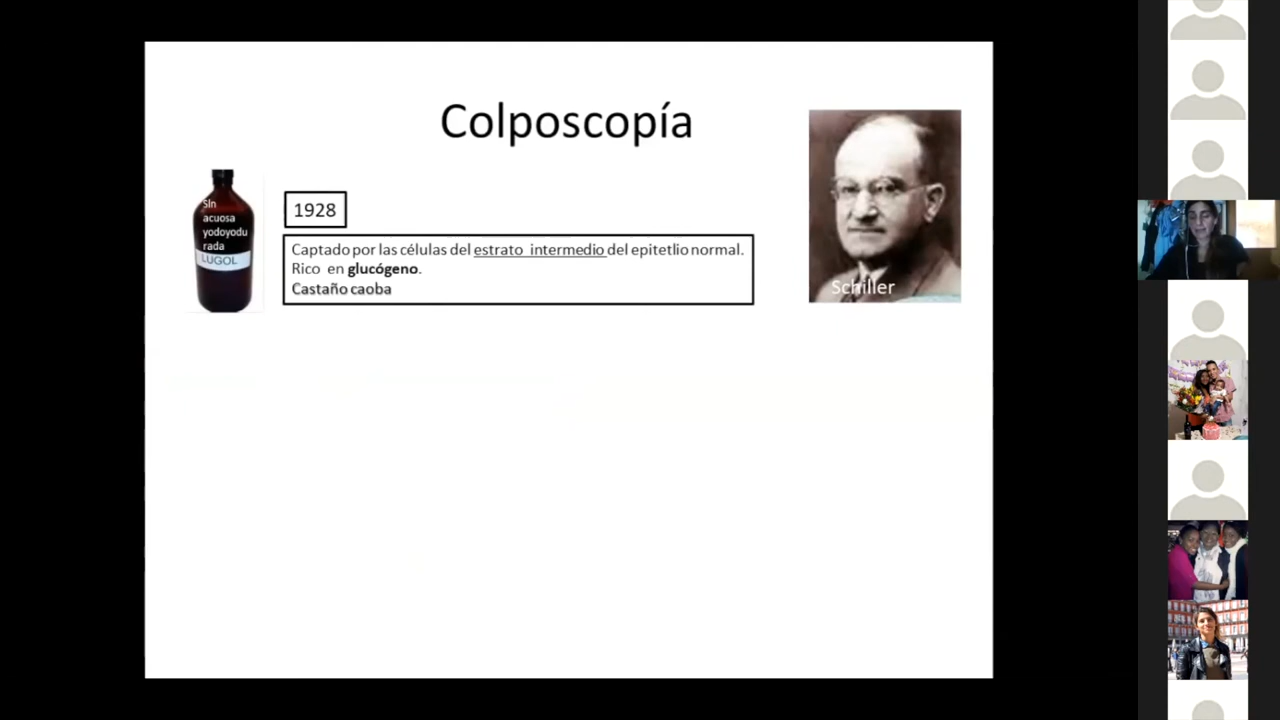 Colposcopía
Sln
acuosa
yodoyodu
rada
LUGOL
1928
Captado por las células del estrato intermedio del epitetlio normal.
Rico en glucógeno.
Castaño caoba
Schiller